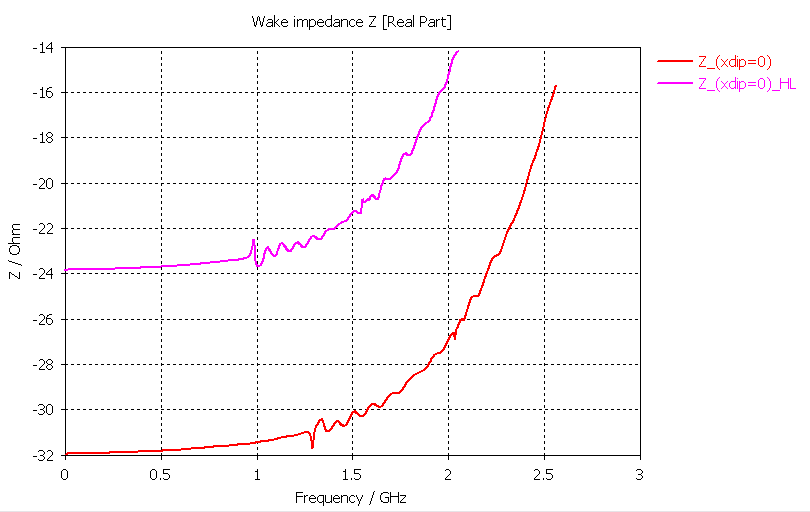 Wake impedance Z [Real Part]
Z_(xdip=0)
Z_(xdip=0)_HL
Z / Ohm
-14
-16
-18
-20
-22
-24
-26
-28
-30
-32
0 0.5 1 1.5 2 2.5 3
Frequency / GHz